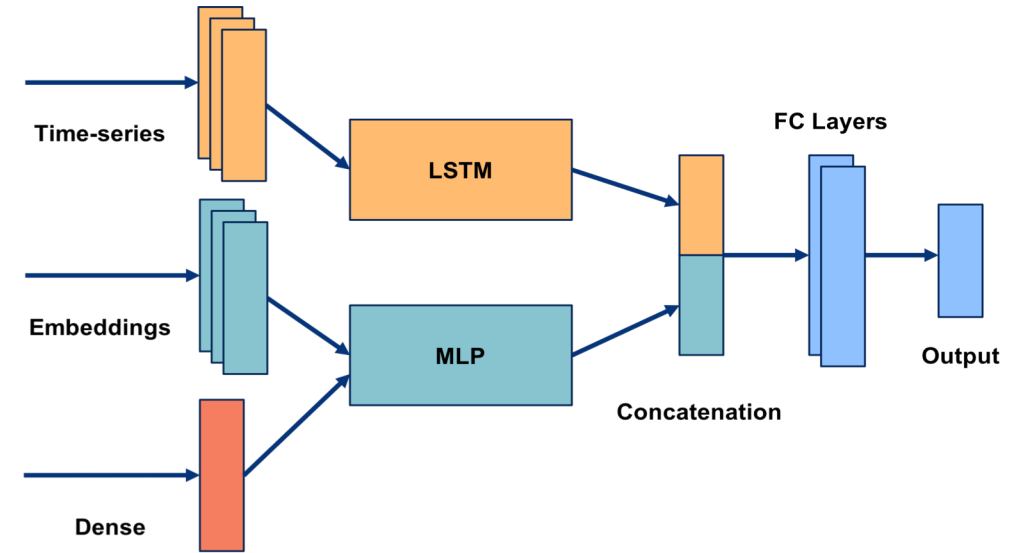 Time-series
LSTM
FC Layers
Embeddings
MLP
Concatenation
Output
Dense